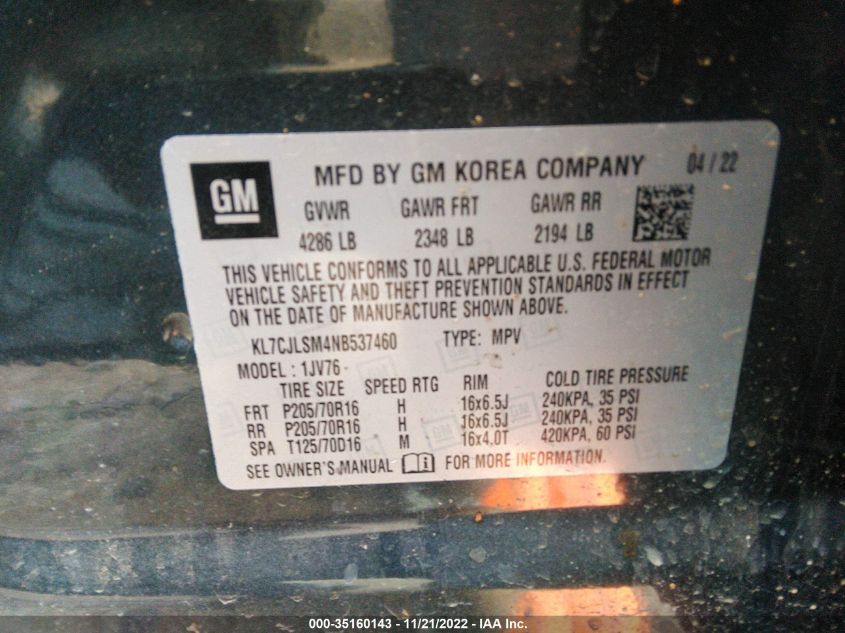 GM
MFD BY GM KOREA COMPANY 04 / 22
GVWR GAWR FRT GAWR RR
4286 LB 2348 LB 2194 LB
THIS VEHICLE CONFORMS TO ALL APPLICABLE U.S. FEDERAL MOTOR
VEHICLE SAFETY AND THEFT PREVENTION STANDARDS IN EFFECT
ON THE DATE OF MANUFACTURE SHOWN ABOVE.
KL7CJLSM4NB537460 TYPE: MPV
MODEL : 1JV76
TIRE SIZE SPEED RTG RIM COLD TIRE PRESSURE
FRT P205/70R16 H 16x6.5J 240KPA, 35 PSI
RR P205/70R16 H 16x6.5J 240KPA, 35 PSI
SPA T125/70D16 M 16x4.0T 420KPA, 60 PSI
SEE OWNER'S MANUAL FOR MORE INFORMATION.
000-35160143 - 11/21/2022 - IAA Inc.